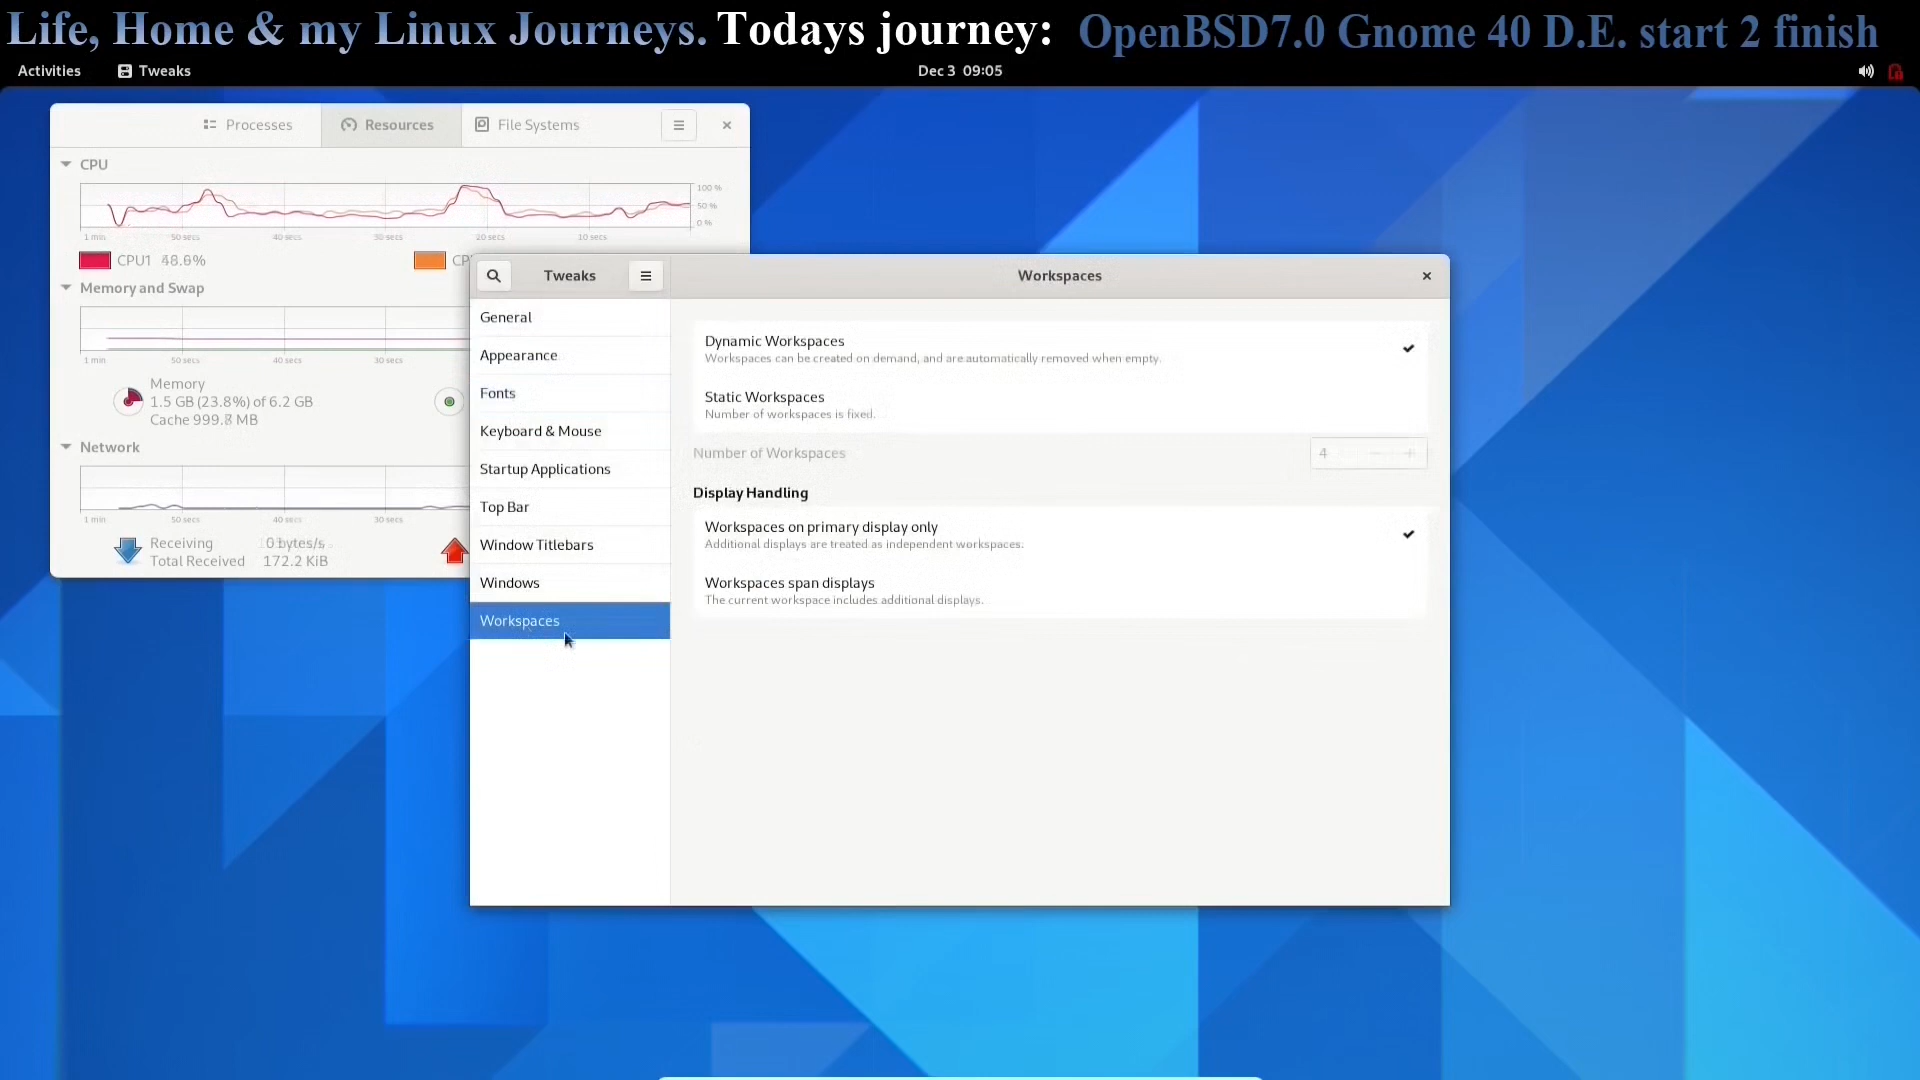 Life, Home & my Linux Journeys. Todays journey: OpenBSD7.0 Gnome 40 D.E. start 2 finish
Activities Tweaks Dec 3 09:05
Processes Resources File Systems
CPU
100 %
50 %
0 %
1 min 50 secs 40 secs 30 secs 20 secs 10 secs
CPU1 48.6% CP
Memory and Swap
1 min 50 secs 40 secs 30 secs
Memory
1.5 GB (23.8%) of 6.2 GB
Cache 999.8 MB
Network
1 min 50 secs 40 secs 30 secs
Receiving 0 bytes/s
Total Received 172.2 KiB
Tweaks Workspaces
General
Appearance
Fonts
Keyboard & Mouse
Startup Applications
Top Bar
Window Titlebars
Windows
Workspaces
Dynamic Workspaces
Workspaces can be created on demand, and are automatically removed when empty.
Static Workspaces
Number of workspaces is fixed.
Number of Workspaces 4
Display Handling
Workspaces on primary display only
Additional displays are treated as independent workspaces.
Workspaces span displays
The current workspace includes additional displays.